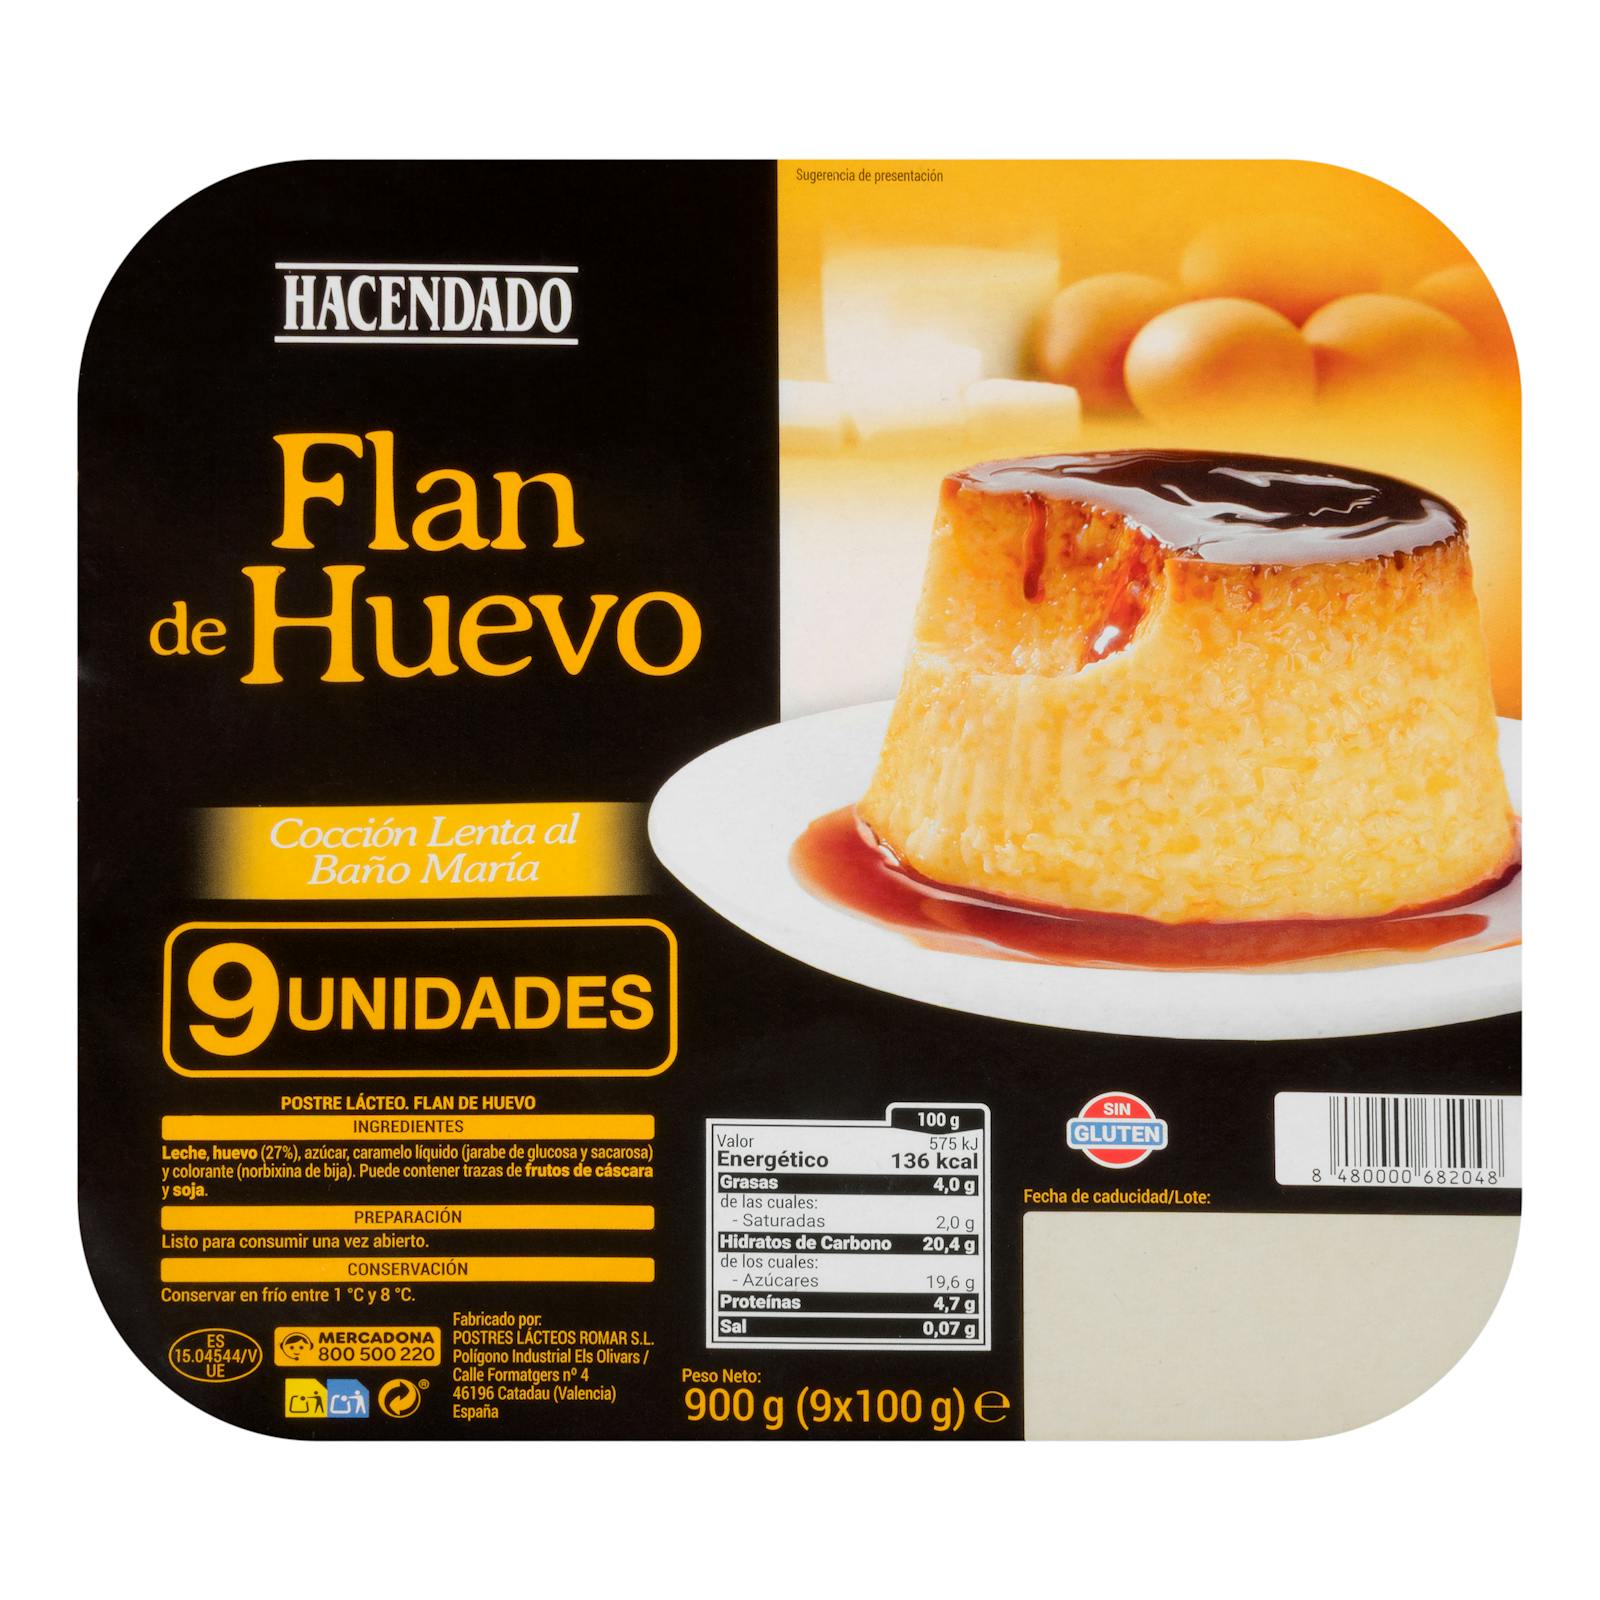 Sugerencia de presentación
HACENDADO
Flan
de Huevo
Cocción Lenta al
Baño María
9 UNIDADES
POSTRE LÁCTEO. FLAN DE HUEVO
INGREDIENTES
Leche, huevo (27%), azúcar, caramelo líquido (jarabe de glucosa y sacarosa)
y colorante (norbixina de bija). Puede contener trazas de frutos de cáscara
y soja.
PREPARACIÓN
Listo para consumir una vez abierto.
CONSERVACIÓN
Conservar en frío entre 1 °C y 8 °C.
ES
15.04544/V
UE
MERCADONA
800 500 220
Fabricado por:
POSTRES LÁCTEOS ROMAR S.L.
Polígono Industrial Els Olivars /
Calle Formatgers nº 4
46196 Catadau (Valencia)
España
100 g
Valor 575 kJ
Energético 136 kcal
Grasas 4,0 g
de las cuales:
- Saturadas 2,0 g
Hidratos de Carbono 20,4 g
de los cuales:
- Azúcares 19,6 g
Proteínas 4,7 g
Sal 0,07 g
Peso Neto:
900 g (9x100 g) e
SIN
GLUTEN
8 480000 682048
Fecha de caducidad/Lote: